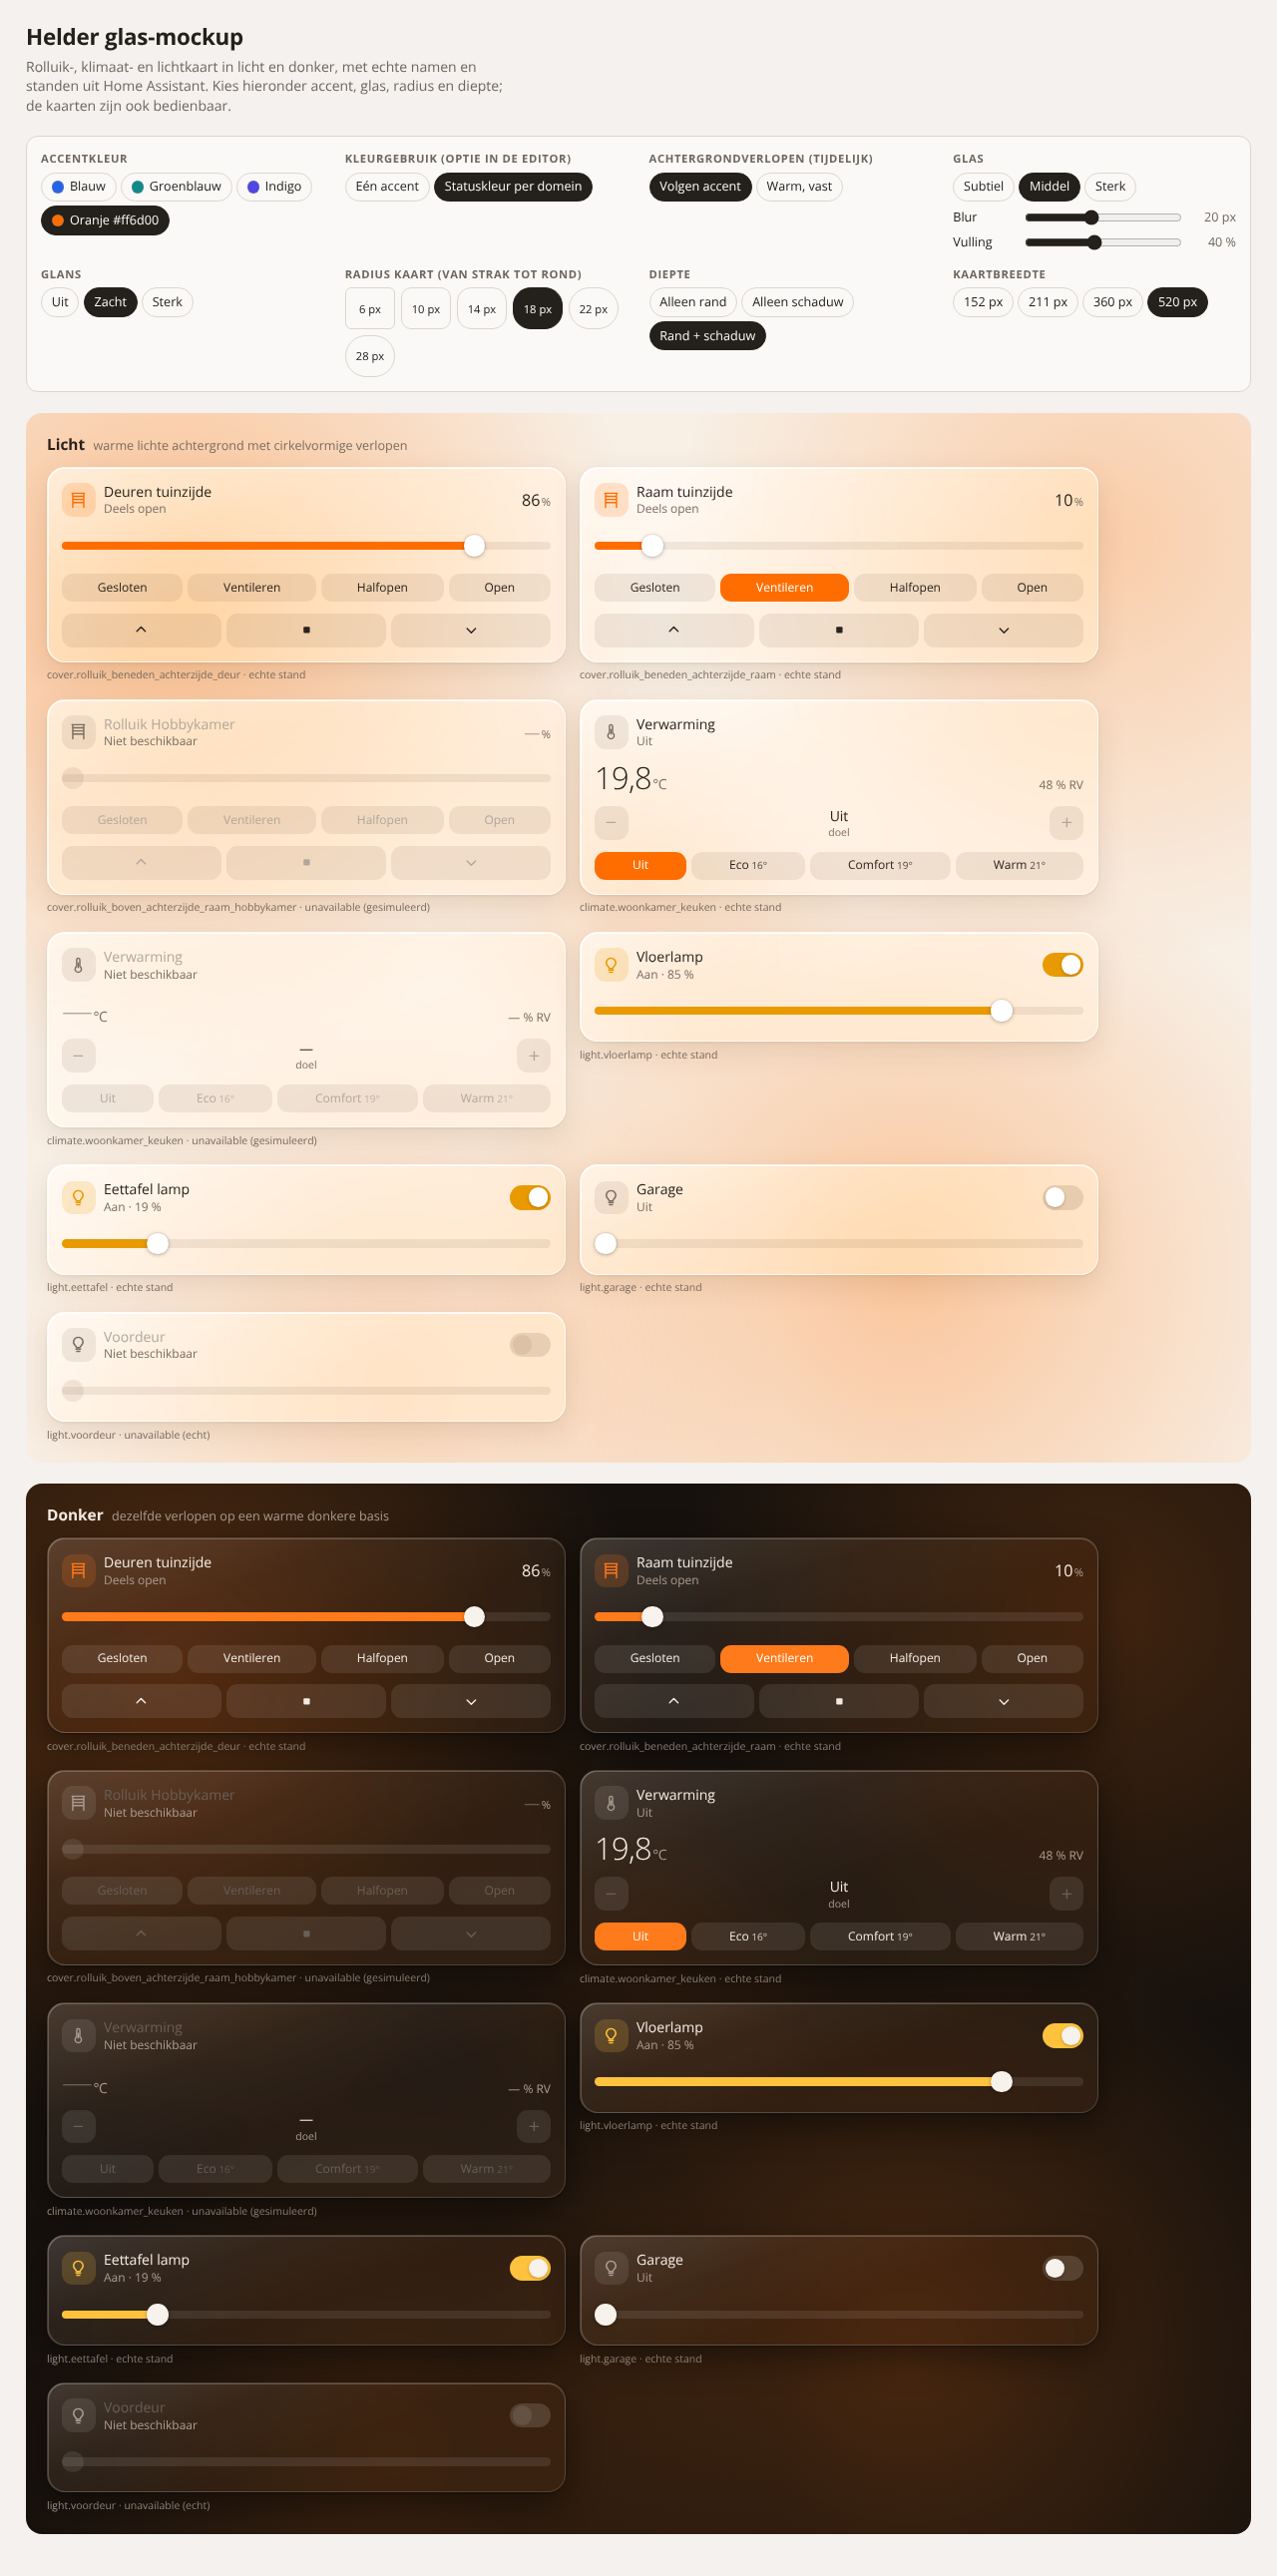 Helder glas-mockup
Rolluik-, klimaat- en lichtkaart in licht en donker, met echte namen en
standen uit Home Assistant. Kies hieronder accent, glas, radius en diepte;
de kaarten zijn ook bedienbaar.
ACCENTKLEUR
Blauw Groenblauw Indigo
Oranje #ff6d00
KLEURGEBRUIK (OPTIE IN DE EDITOR)
Eén accent Statuskleur per domein
ACHTERGRONDVERLOPEN (TIJDELIJK)
Volgen accent Warm, vast
GLAS
Subtiel Middel Sterk
Blur 20 px
Vulling 40 %
GLANS
Uit Zacht Sterk
RADIUS KAART (VAN STRAK TOT ROND)
6 px 10 px 14 px 18 px 22 px
28 px
DIEPTE
Alleen rand Alleen schaduw
Rand + schaduw
KAARTBREEDTE
152 px 211 px 360 px 520 px
Licht warme lichte achtergrond met cirkelvormige verlopen
Deuren tuinzijde
Deels open
86%
Gesloten Ventileren Halfopen Open
cover.rolluik_beneden_achterzijde_deur · echte stand
Raam tuinzijde
Deels open
10%
Gesloten Ventileren Halfopen Open
cover.rolluik_beneden_achterzijde_raam · echte stand
Rolluik Hobbykamer
Niet beschikbaar
—%
Gesloten Ventileren Halfopen Open
cover.rolluik_boven_achterzijde_raam_hobbykamer · unavailable (gesimuleerd)
Verwarming
Uit
19,8°C
48 % RV
− Uit +
doel
Uit Eco 16° Comfort 19° Warm 21°
climate.woonkamer_keuken · echte stand
Verwarming
Niet beschikbaar
—°C
— % RV
− — +
doel
Uit Eco 16° Comfort 19° Warm 21°
climate.woonkamer_keuken · unavailable (gesimuleerd)
Vloerlamp
Aan · 85 %
light.vloerlamp · echte stand
Eettafel lamp
Aan · 19 %
light.eettafel · echte stand
Garage
Uit
light.garage · echte stand
Voordeur
Niet beschikbaar
light.voordeur · unavailable (echt)
Donker dezelfde verlopen op een warme donkere basis
Deuren tuinzijde
Deels open
86%
Gesloten Ventileren Halfopen Open
cover.rolluik_beneden_achterzijde_deur · echte stand
Raam tuinzijde
Deels open
10%
Gesloten Ventileren Halfopen Open
cover.rolluik_beneden_achterzijde_raam · echte stand
Rolluik Hobbykamer
Niet beschikbaar
—%
Gesloten Ventileren Halfopen Open
cover.rolluik_boven_achterzijde_raam_hobbykamer · unavailable (gesimuleerd)
Verwarming
Uit
19,8°C
48 % RV
− Uit +
doel
Uit Eco 16° Comfort 19° Warm 21°
climate.woonkamer_keuken · echte stand
Verwarming
Niet beschikbaar
—°C
— % RV
− — +
doel
Uit Eco 16° Comfort 19° Warm 21°
climate.woonkamer_keuken · unavailable (gesimuleerd)
Vloerlamp
Aan · 85 %
light.vloerlamp · echte stand
Eettafel lamp
Aan · 19 %
light.eettafel · echte stand
Garage
Uit
light.garage · echte stand
Voordeur
Niet beschikbaar
light.voordeur · unavailable (echt)